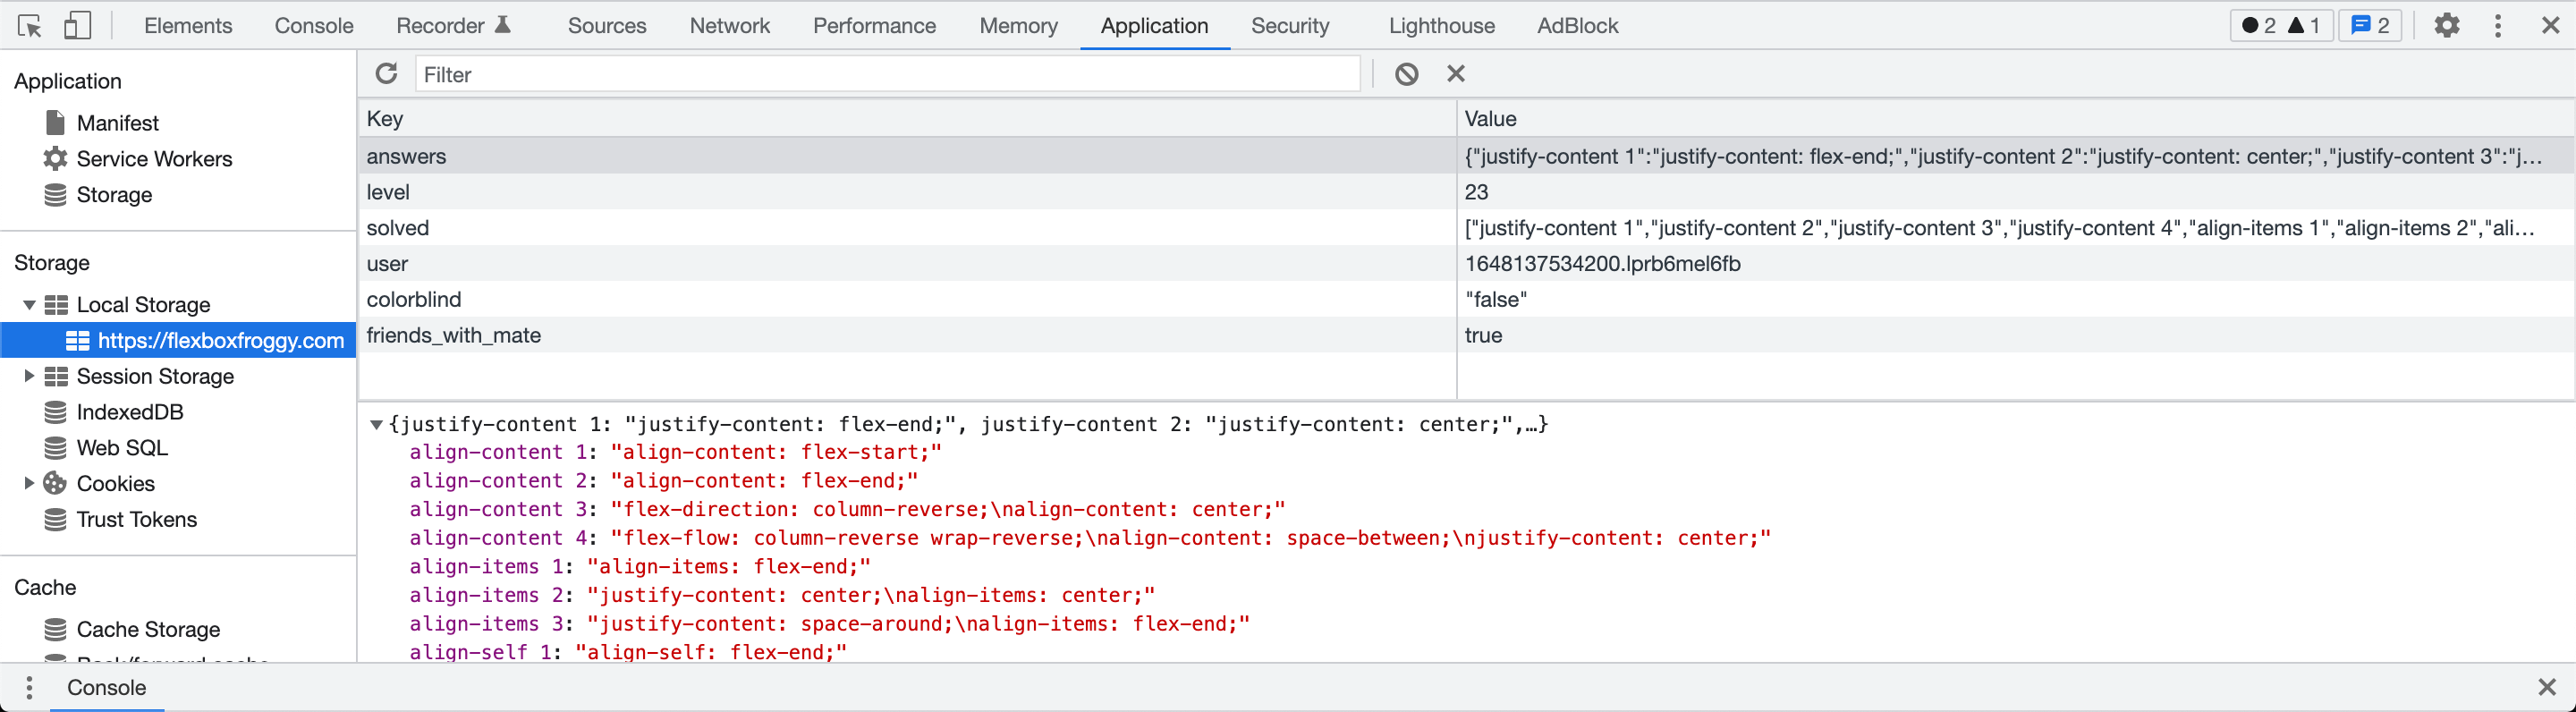 Elements Console Recorder Sources Network Performance Memory Application Security Lighthouse AdBlock 2 1 2
Application
Manifest
Service Workers
Storage
Storage
Local Storage
https://flexboxfroggy.com
Session Storage
IndexedDB
Web SQL
Cookies
Trust Tokens
Cache
Cache Storage
Back/forward cache
Filter
Key Value
answers {"justify-content 1":"justify-content: flex-end;","justify-content 2":"justify-content: center;","justify-content 3":"j…
level 23
solved ["justify-content 1","justify-content 2","justify-content 3","justify-content 4","align-items 1","align-items 2","ali…
user 1648137534200.lprb6mel6fb
colorblind "false"
friends_with_mate true
{justify-content 1: "justify-content: flex-end;", justify-content 2: "justify-content: center;",…}
align-content 1: "align-content: flex-start;"
align-content 2: "align-content: flex-end;"
align-content 3: "flex-direction: column-reverse;\nalign-content: center;"
align-content 4: "flex-flow: column-reverse wrap-reverse;\nalign-content: space-between;\njustify-content: center;"
align-items 1: "align-items: flex-end;"
align-items 2: "justify-content: center;\nalign-items: center;"
align-items 3: "justify-content: space-around;\nalign-items: flex-end;"
align-self 1: "align-self: flex-end;"
Console